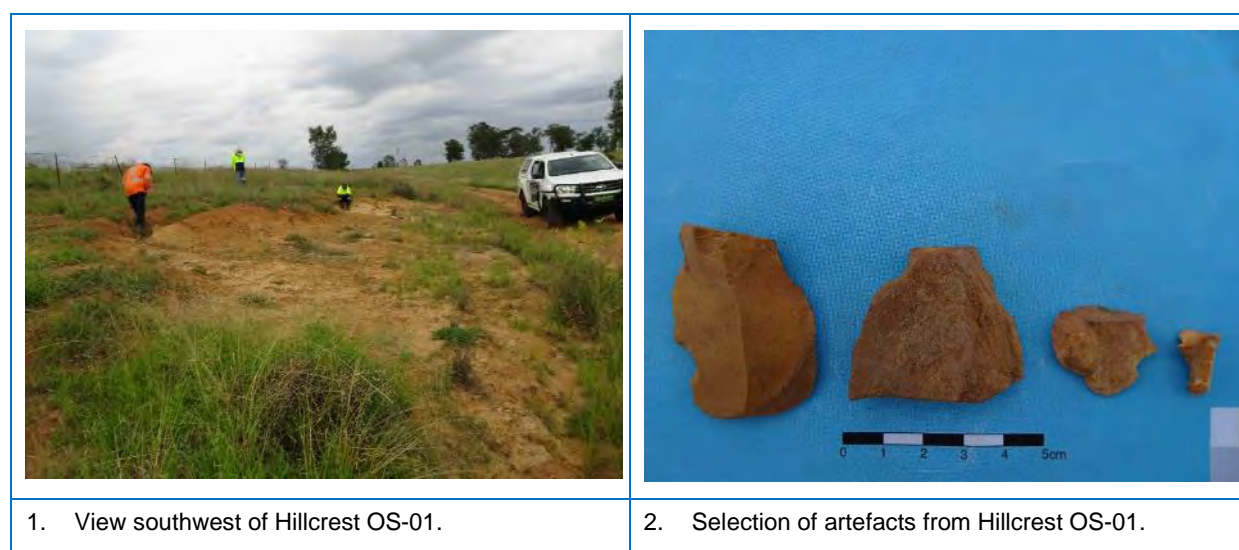 0 1 2 3 4 5cm
1. View southwest of Hillcrest OS-01.
2. Selection of artefacts from Hillcrest OS-01.